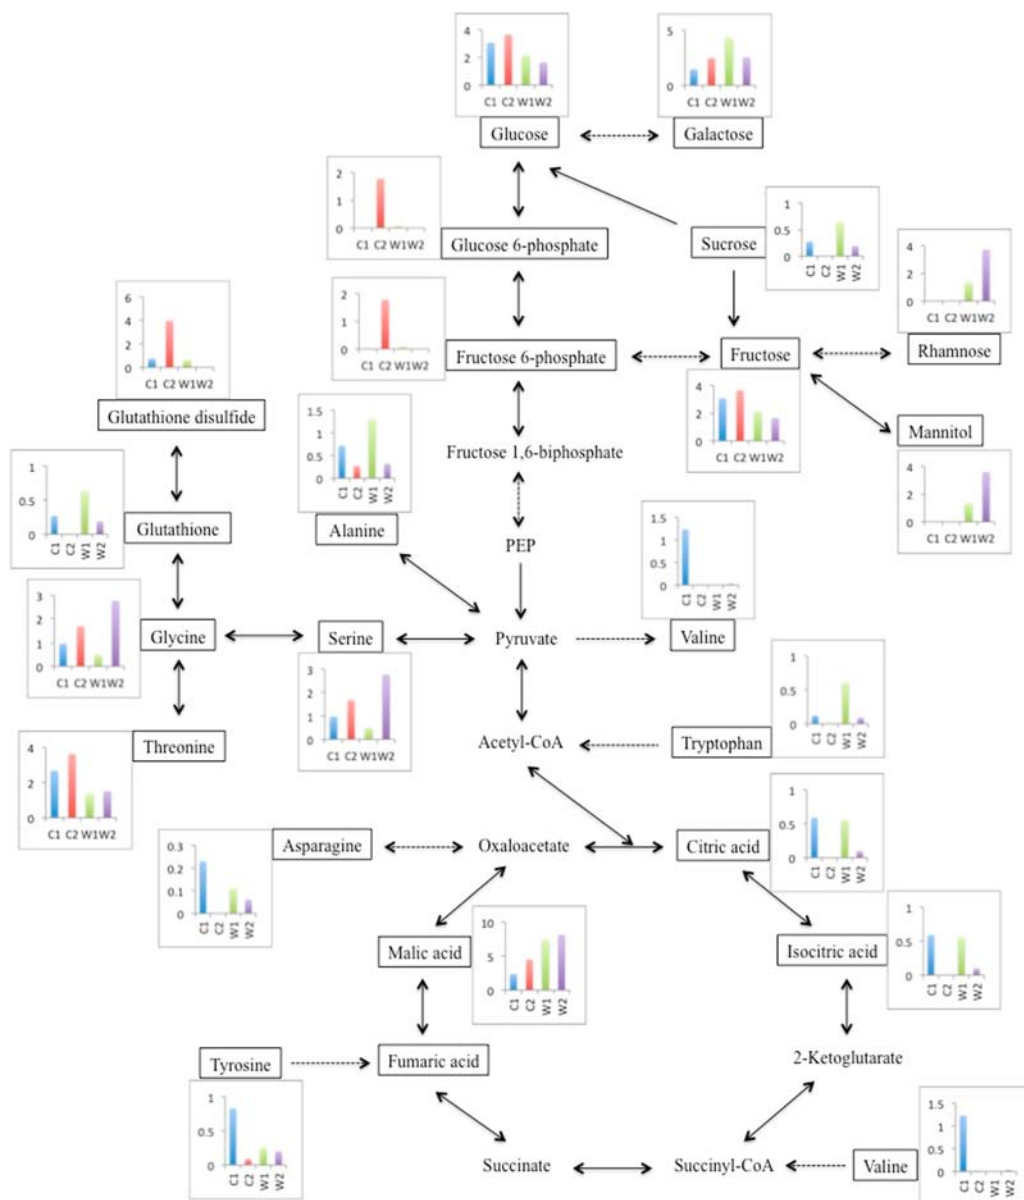 4
2
0
C1 C2 W1W2
Glucose
5
0
C1 C2 W1W2
Galactose
2
1
0
C1 C2 W1W2
Glucose 6-phosphate
Sucrose
1
0.5
0
C1 C2 W1 W2
4
2
0
C1 C2 W1W2
Rhamnose
6
4
2
0
C1 C2 W1W2
Glutathione disulfide
2
1
0
C1 C2 W1W2
Fructose 6-phosphate
Fructose
4
2
0
C1 C2 W1W2
Mannitol
4
2
0
C1 C2 W1W2
1.5
1
0.5
0
C1 C2 W1 W2
Alanine
Fructose 1,6-biphosphate
1
0.5
0
C1 C2 W1 W2
Glutathione
PEP
1.5
1
0.5
0
C1 C2 W1 W2
Valine
3
2
1
0
C1 C2 W1W2
Glycine
Serine
3
2
1
0
C1 C2 W1W2
Pyruvate
Threonine
4
2
0
C1 C2 W1W2
Acetyl-CoA
Tryptophan
1
0.5
0
C1 C2 W1 W2
Asparagine
0.3
0.2
0.1
0
C1 C2 W1 W2
Oxaloacetate
Citric acid
1
0.5
0
C1 C2 W1 W2
Malic acid
10
5
0
C1 C2 W1 W2
Isocitric acid
1
0.5
0
C1 C2 W1 W2
Tyrosine
1
0.5
0
C1 C2 W1 W2
Fumaric acid
2-Ketoglutarate
Succinate
Succinyl-CoA
Valine
1.5
1
0.5
0
C1 C2 W1 W2